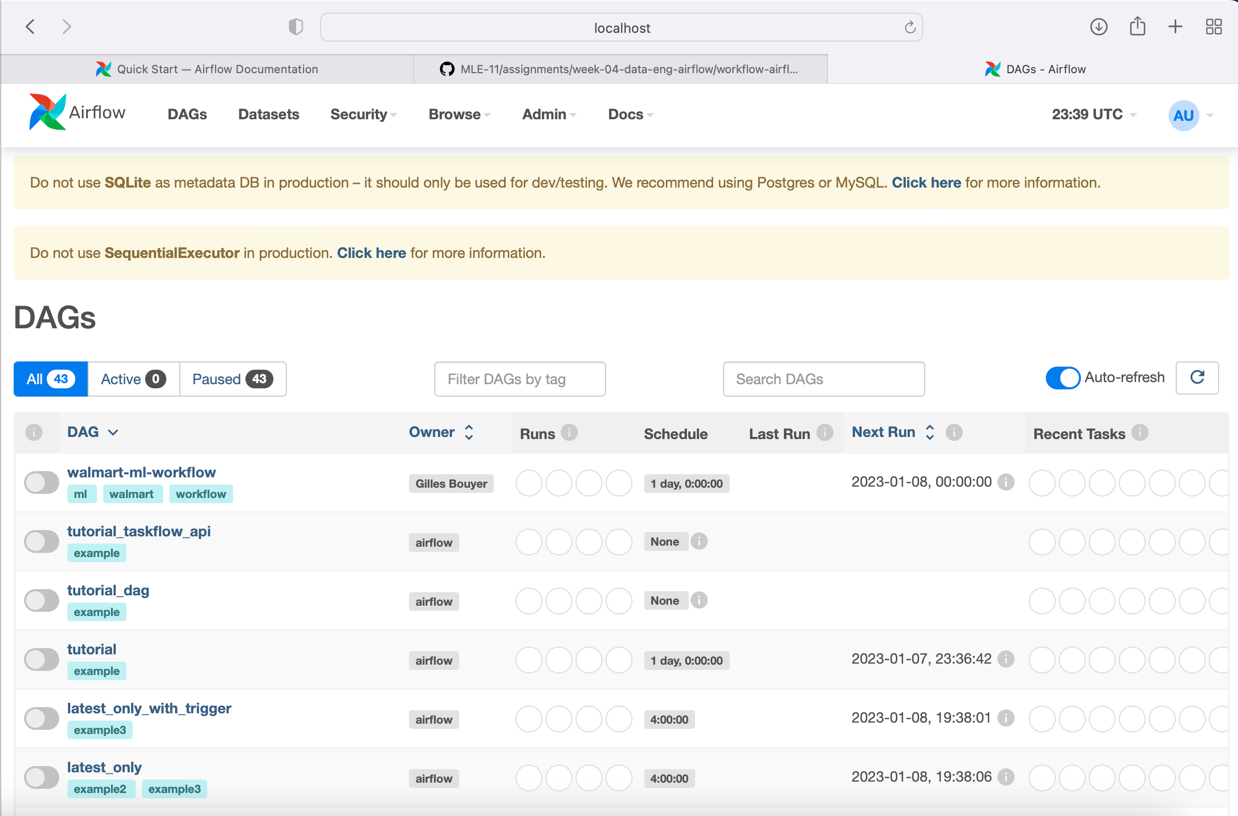 localhost
Quick Start — Airflow Documentation
MLE-11/assignments/week-04-data-eng-airflow/workflow-airfl...
DAGs - Airflow
Airflow DAGs Datasets Security Browse Admin Docs 23:39 UTC AU
Do not use SQLite as metadata DB in production – it should only be used for dev/testing. We recommend using Postgres or MySQL. Click here for more information.
Do not use SequentialExecutor in production. Click here for more information.
DAGs
All 43 Active 0 Paused 43 Filter DAGs by tag Search DAGs Auto-refresh
DAG Owner Runs Schedule Last Run Next Run Recent Tasks
walmart-ml-workflow
ml walmart workflow
Gilles Bouyer 1 day, 0:00:00 2023-01-08, 00:00:00
tutorial_taskflow_api
example
airflow None
tutorial_dag
example
airflow None
tutorial
example
airflow 1 day, 0:00:00 2023-01-07, 23:36:42
latest_only_with_trigger
example3
airflow 4:00:00 2023-01-08, 19:38:01
latest_only
example2 example3
airflow 4:00:00 2023-01-08, 19:38:06